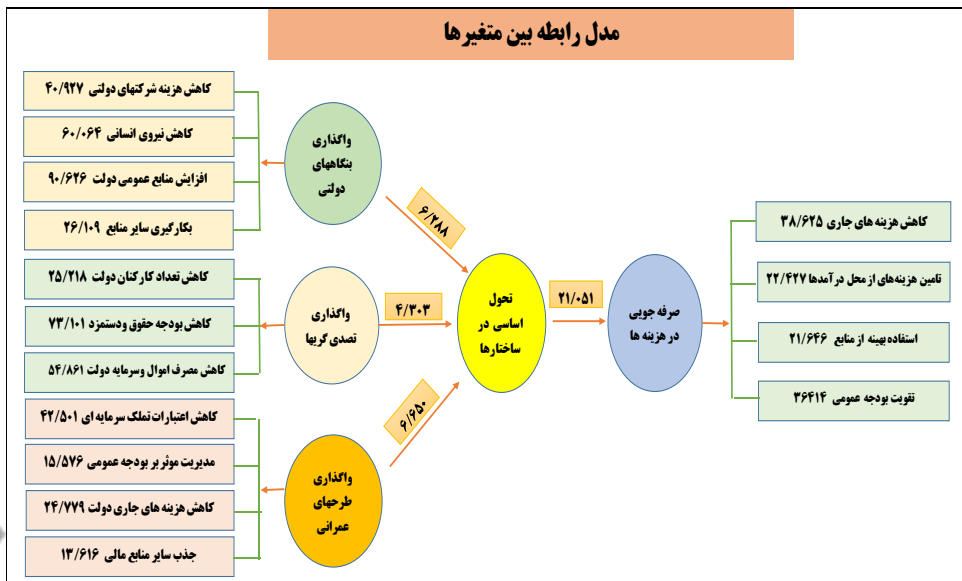 مدل رابطه بین متغیرها
کاهش هزینه شرکتهای دولتی ۴۰/۹۲۷
کاهش نیروی انسانی ۶۰/۰۶۴
افزایش منابع عمومی دولت ۹۰/۶۲۶
بکارگیری سایر منابع ۲۶/۱۰۹
کاهش تعداد کارکنان دولت ۲۵/۲۱۸
کاهش بودجه حقوق ودستمزد ۷۳/۱۰۱
کاهش مصرف اموال وسرمایه دولت ۵۴/۸۶۱
کاهش اعتبارات تملک سرمایه ای ۴۲/۵۰۱
مدیریت موثر بر بودجه عمومی ۱۵/۵۷۶
کاهش هزینه های جاری دولت ۲۴/۷۷۹
جذب سایر منابع مالی ۱۳/۶۱۶
واگذاری
بنگاههای
دولتی
واگذاری
تصدی گریها
واگذاری
طرحهای
عمرانی
۶/۲۸۸
۴/۳۰۳
۶/۶۵۰
تحول
اساسی در
ساختارها
۲۱/۰۵۱
صرفه جویی
در هزینه ها
کاهش هزینه های جاری ۳۸/۶۲۵
تامین هزینه‌های از محل درآمدها ۲۲/۴۲۷
استفاده بهینه از منابع ۲۱/۶۴۶
تقویت بودجه عمومی ۳۶۴۱۴